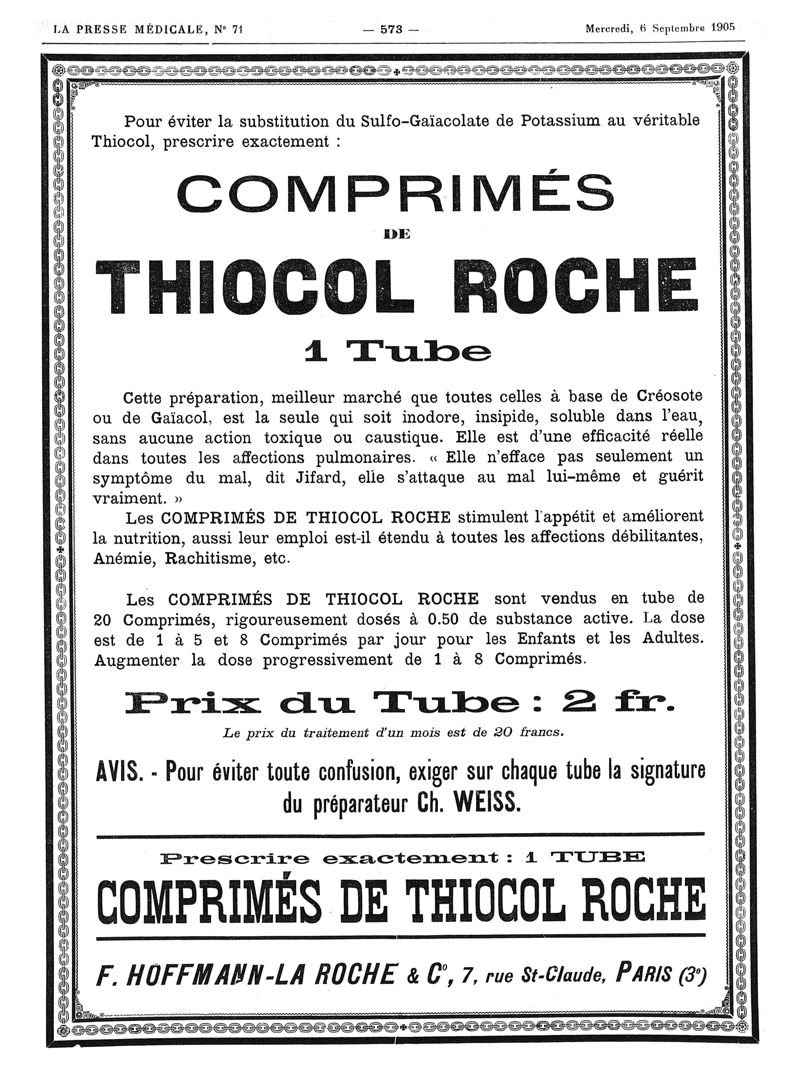 LA PRESSE MÉDICALE, N° 71 — 573 — Mercredi, 6 Septembre 1905
Pour éviter la substitution du Sulfo-Gaïacolate de Potassium au véritable
Thiocol, prescrire exactement :
COMPRIMÉS
DE
THIOCOL ROCHE
1 Tube
Cette préparation, meilleur marché que toutes celles à base de Créosote
ou de Gaïacol, est la seule qui soit inodore, insipide, soluble dans l'eau,
sans aucune action toxique ou caustique. Elle est d'une efficacité réelle
dans toutes les affections pulmonaires. « Elle n'efface pas seulement un
symptôme du mal, dit Jifard, elle s'attaque au mal lui-même et guérit
vraiment. »
Les COMPRIMÉS DE THIOCOL ROCHE stimulent l'appétit et améliorent
la nutrition, aussi leur emploi est-il étendu à toutes les affections débilitantes,
Anémie, Rachitisme, etc.
Les COMPRIMÉS DE THIOCOL ROCHE sont vendus en tube de
20 Comprimés, rigoureusement dosés à 0.50 de substance active. La dose
est de 1 à 5 et 8 Comprimés par jour pour les Enfants et les Adultes.
Augmenter la dose progressivement de 1 à 8 Comprimés.
Prix du Tube : 2 fr.
Le prix du traitement d'un mois est de 20 francs.
AVIS. - Pour éviter toute confusion, exiger sur chaque tube la signature
du préparateur Ch. WEISS.
Prescrire exactement : 1 TUBE
COMPRIMÉS DE THIOCOL ROCHE
F. HOFFMANN-LA ROCHE & C°, 7, rue St-Claude, PARIS (3e)